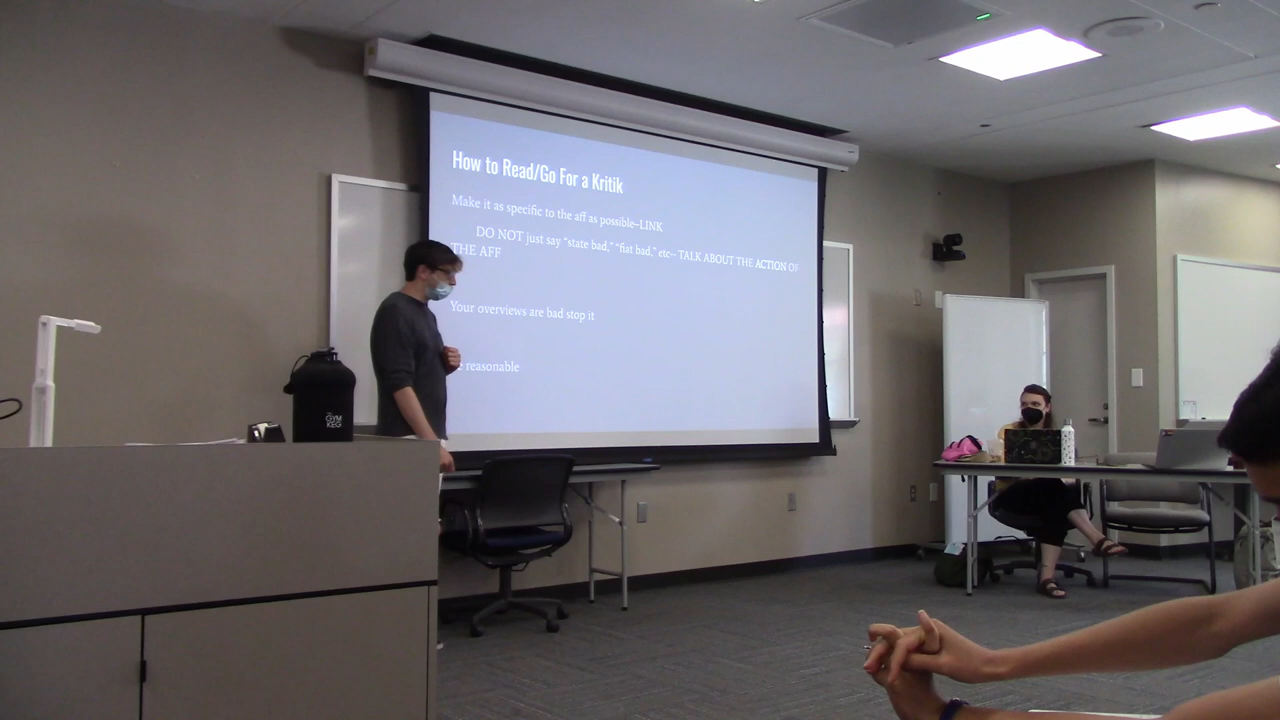 How to Read/Go For a Kritik
Make it as specific to the aff as possible–LINK
DO NOT just say “state bad,” “fiat bad,” etc-- TALK ABOUT THE ACTION OF
THE AFF
Your overviews are bad stop it
reasonable
GYM
KEG